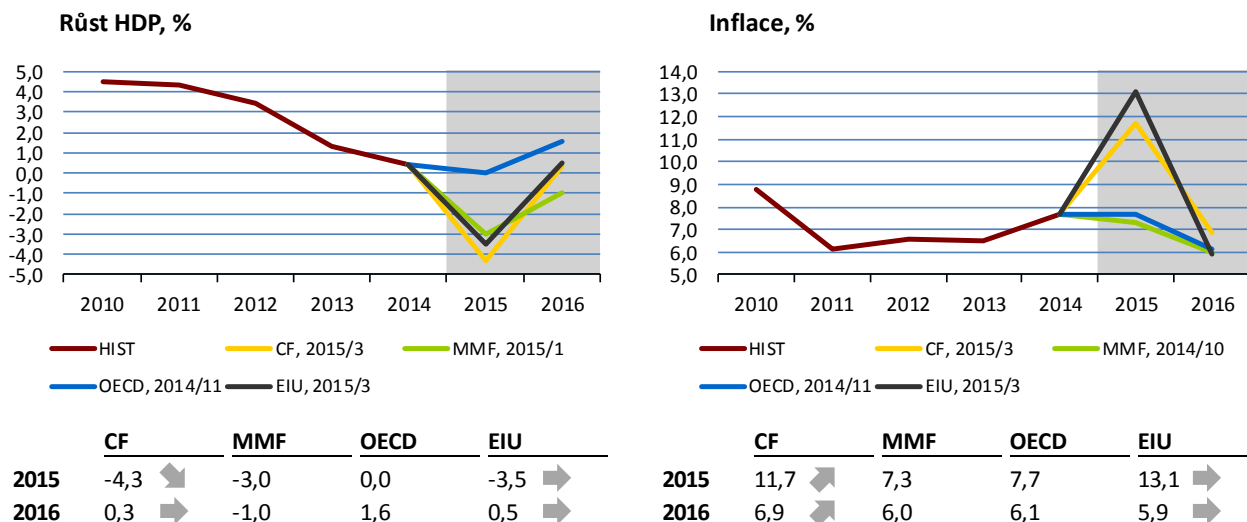 Růst HDP, %
5,0
4,0
3,0
2,0
1,0
0,0
-1,0
-2,0
-3,0
-4,0
-5,0
2010 2011 2012 2013 2014 2015 2016
HIST CF, 2015/3 MMF, 2015/1
OECD, 2014/11 EIU, 2015/3
CF MMF OECD EIU
2015 -4,3 -3,0 0,0 -3,5
2016 0,3 -1,0 1,6 0,5
Inflace, %
14,0
13,0
12,0
11,0
10,0
9,0
8,0
7,0
6,0
5,0
2010 2011 2012 2013 2014 2015 2016
HIST CF, 2015/3 MMF, 2014/10
OECD, 2014/11 EIU, 2015/3
CF MMF OECD EIU
2015 11,7 7,3 7,7 13,1
2016 6,9 6,0 6,1 5,9